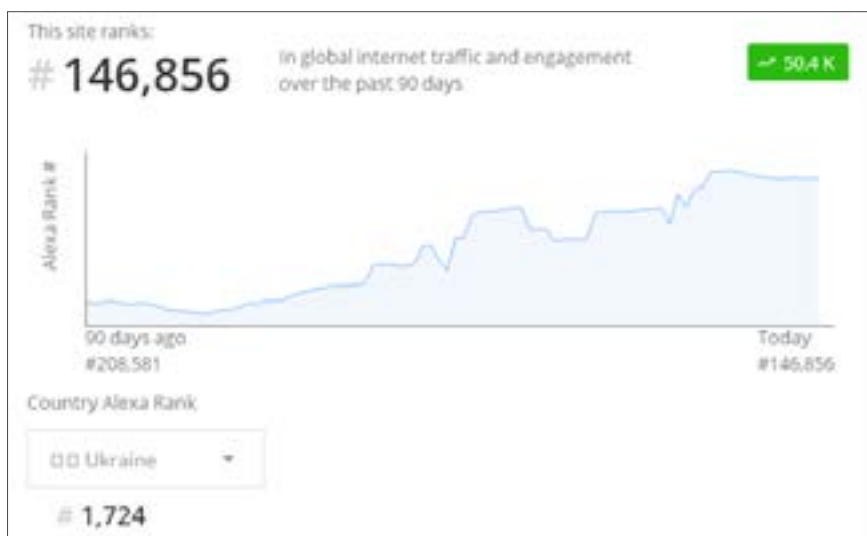 This site ranks:
# 146,856
In global internet traffic and engagement
over the past 90 days
50.4 K
Alexa Rank #
90 days ago
#208,581
Today
#146,856
Country Alexa Rank
Ukraine
# 1,724